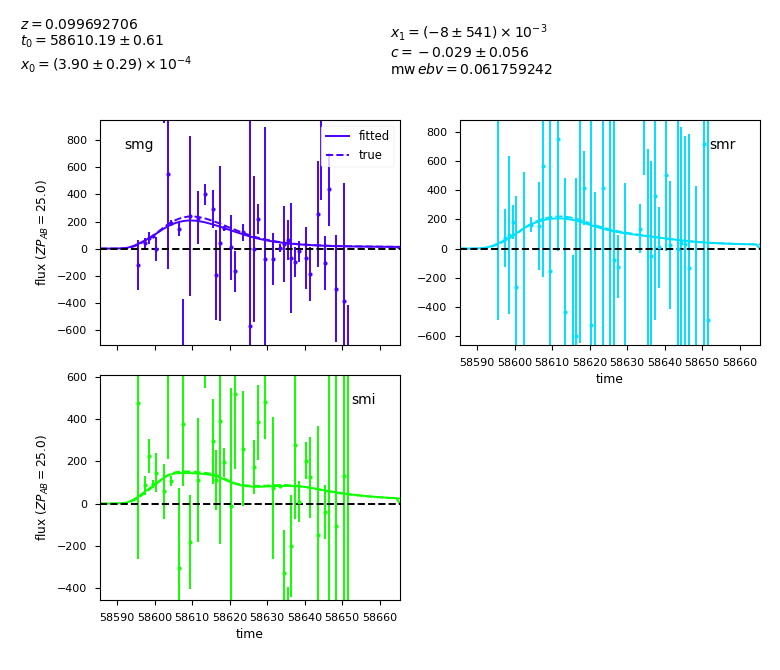 z = 0.099692706
t₀ = 58610.19 ± 0.61
x₀ = (3.90 ± 0.29) × 10⁻⁴
x₁ = (−8 ± 541) × 10⁻³
c = −0.029 ± 0.056
mw ebv = 0.061759242
smg
fitted
true
flux (ZP_AB = 25.0)
800
600
400
200
0
−200
−400
−600
smr
800
600
400
200
0
−200
−400
−600
58590 58600 58610 58620 58630 58640 58650 58660
time
smi
flux (ZP_AB = 25.0)
600
400
200
0
−200
−400
58590 58600 58610 58620 58630 58640 58650 58660
time